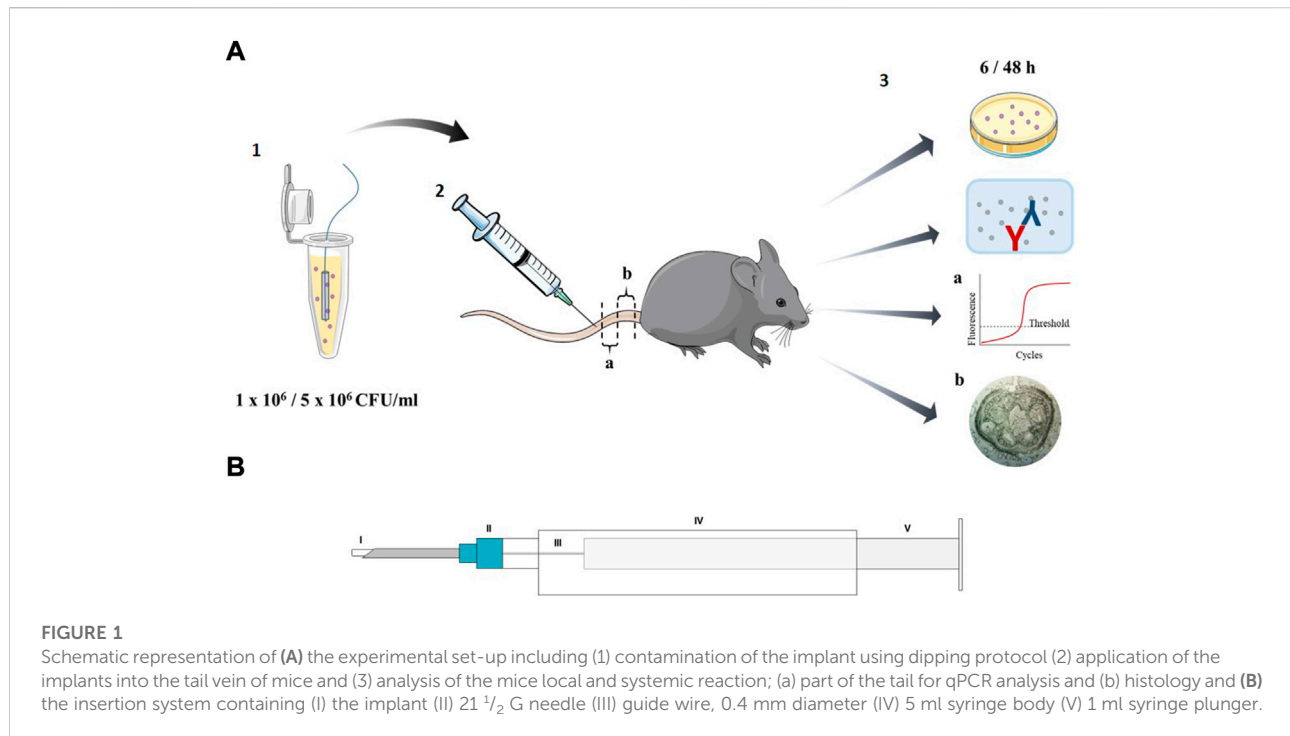 A
1
2
3
6 / 48 h
b
a
1 x 10⁶ / 5 x 10⁶ CFU/ml
a
Fluorescence
Threshold
Cycles
b
B
I
II
III
IV
V
FIGURE 1
Schematic representation of (A) the experimental set-up including (1) contamination of the implant using dipping protocol (2) application of the
implants into the tail vein of mice and (3) analysis of the mice local and systemic reaction; (a) part of the tail for qPCR analysis and (b) histology and (B)
the insertion system containing (I) the implant (II) 21 ¹/₂ G needle (III) guide wire, 0.4 mm diameter (IV) 5 ml syringe body (V) 1 ml syringe plunger.